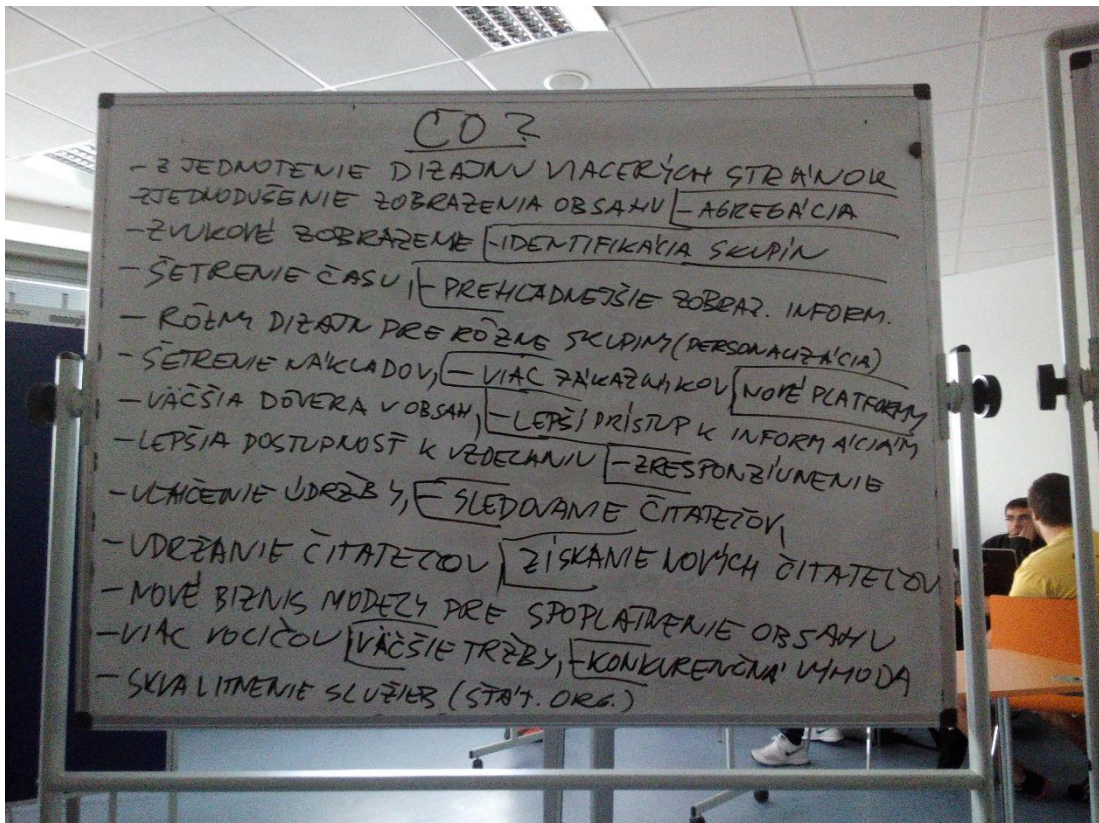 ČO?
- ZJEDNOTENIE DIZAJNU VIACERÝCH STRÁNOK
- ZJEDNODUŠENIE ZOBRAZENIA OBSAHU - AGREGÁCIA
- ZVUKOVÉ ZOBRAZENIE - IDENTIFIKÁCIA SKUPÍN
- ŠETRENIE ČASU, - PREHĽADNEJŠIE ZOBRAZ. INFORM.
- RÔZNY DIZAJN PRE RÔZNE SKUPINY (PERSONALIZÁCIA)
- ŠETRENIE NÁKLADOV, - VIAC ZÁKAZNÍKOV NOVÉ PLATFORMY
- VÄČŠIA DÔVERA V OBSAH, - LEPŠÍ PRÍSTUP K INFORMÁCIÁM
- LEPŠIA DOSTUPNOSŤ K VZDELANIU - ZRESPONZÍVNENIE
- UĽAHČENIE ÚDRŽBY, - SLEDOVANIE ČITATEĽOV,
- UDRŽANIE ČITATEĽOV, ZÍSKANIE NOVÝCH ČITATEĽOV
- NOVÉ BIZNIS MODELY PRE SPOPLATNENIE OBSAHU
- VIAC VOLIČOV VÄČŠIE TRŽBY, - KONKURENČNÁ VÝHODA
- SKVALITNENIE SLUŽIEB (ŠTÁT. ORG.)